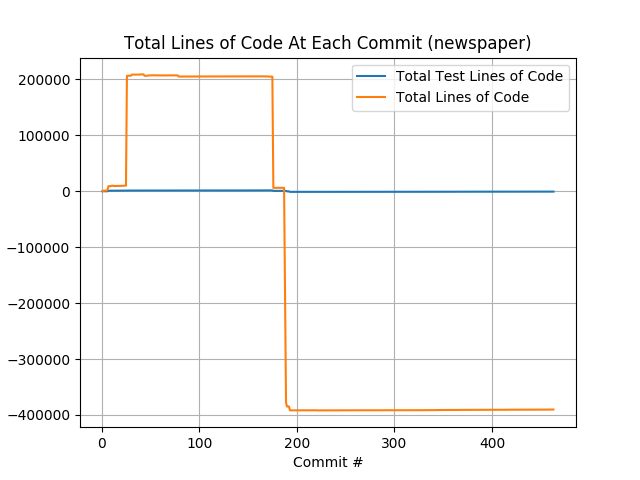 Total Lines of Code At Each Commit (newspaper)
Total Test Lines of Code
Total Lines of Code
200000
100000
0
−100000
−200000
−300000
−400000
0 100 200 300 400
Commit #